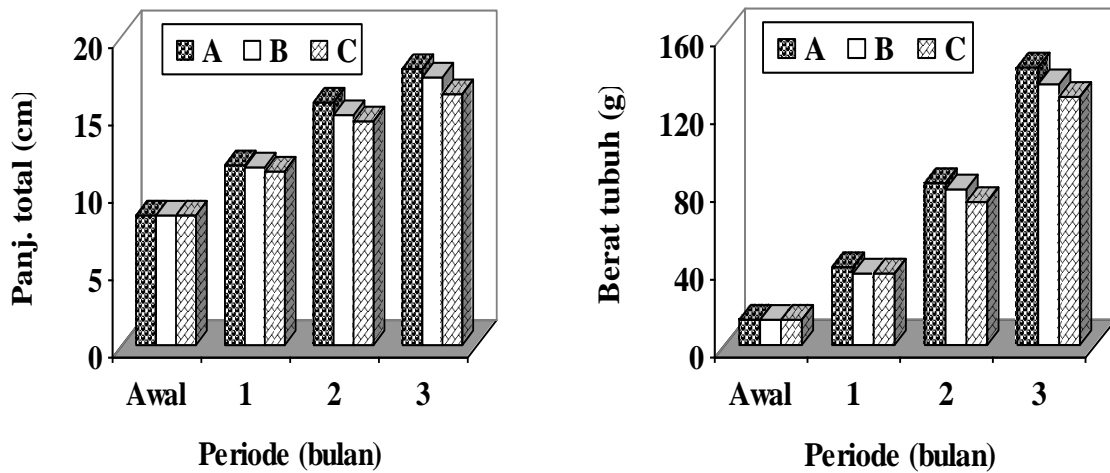 A B C
20
15
10
5
0
Panj. total (cm)
Awal 1 2 3
Periode (bulan)
A B C
160
120
80
40
0
Berat tubuh (g)
Awal 1 2 3
Periode (bulan)